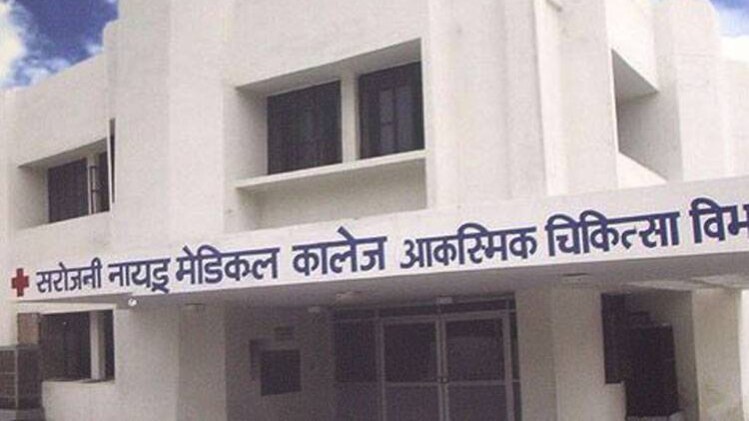 सरोजनी नायडू मेडिकल कालेज आकस्मिक चिकित्सा विभ